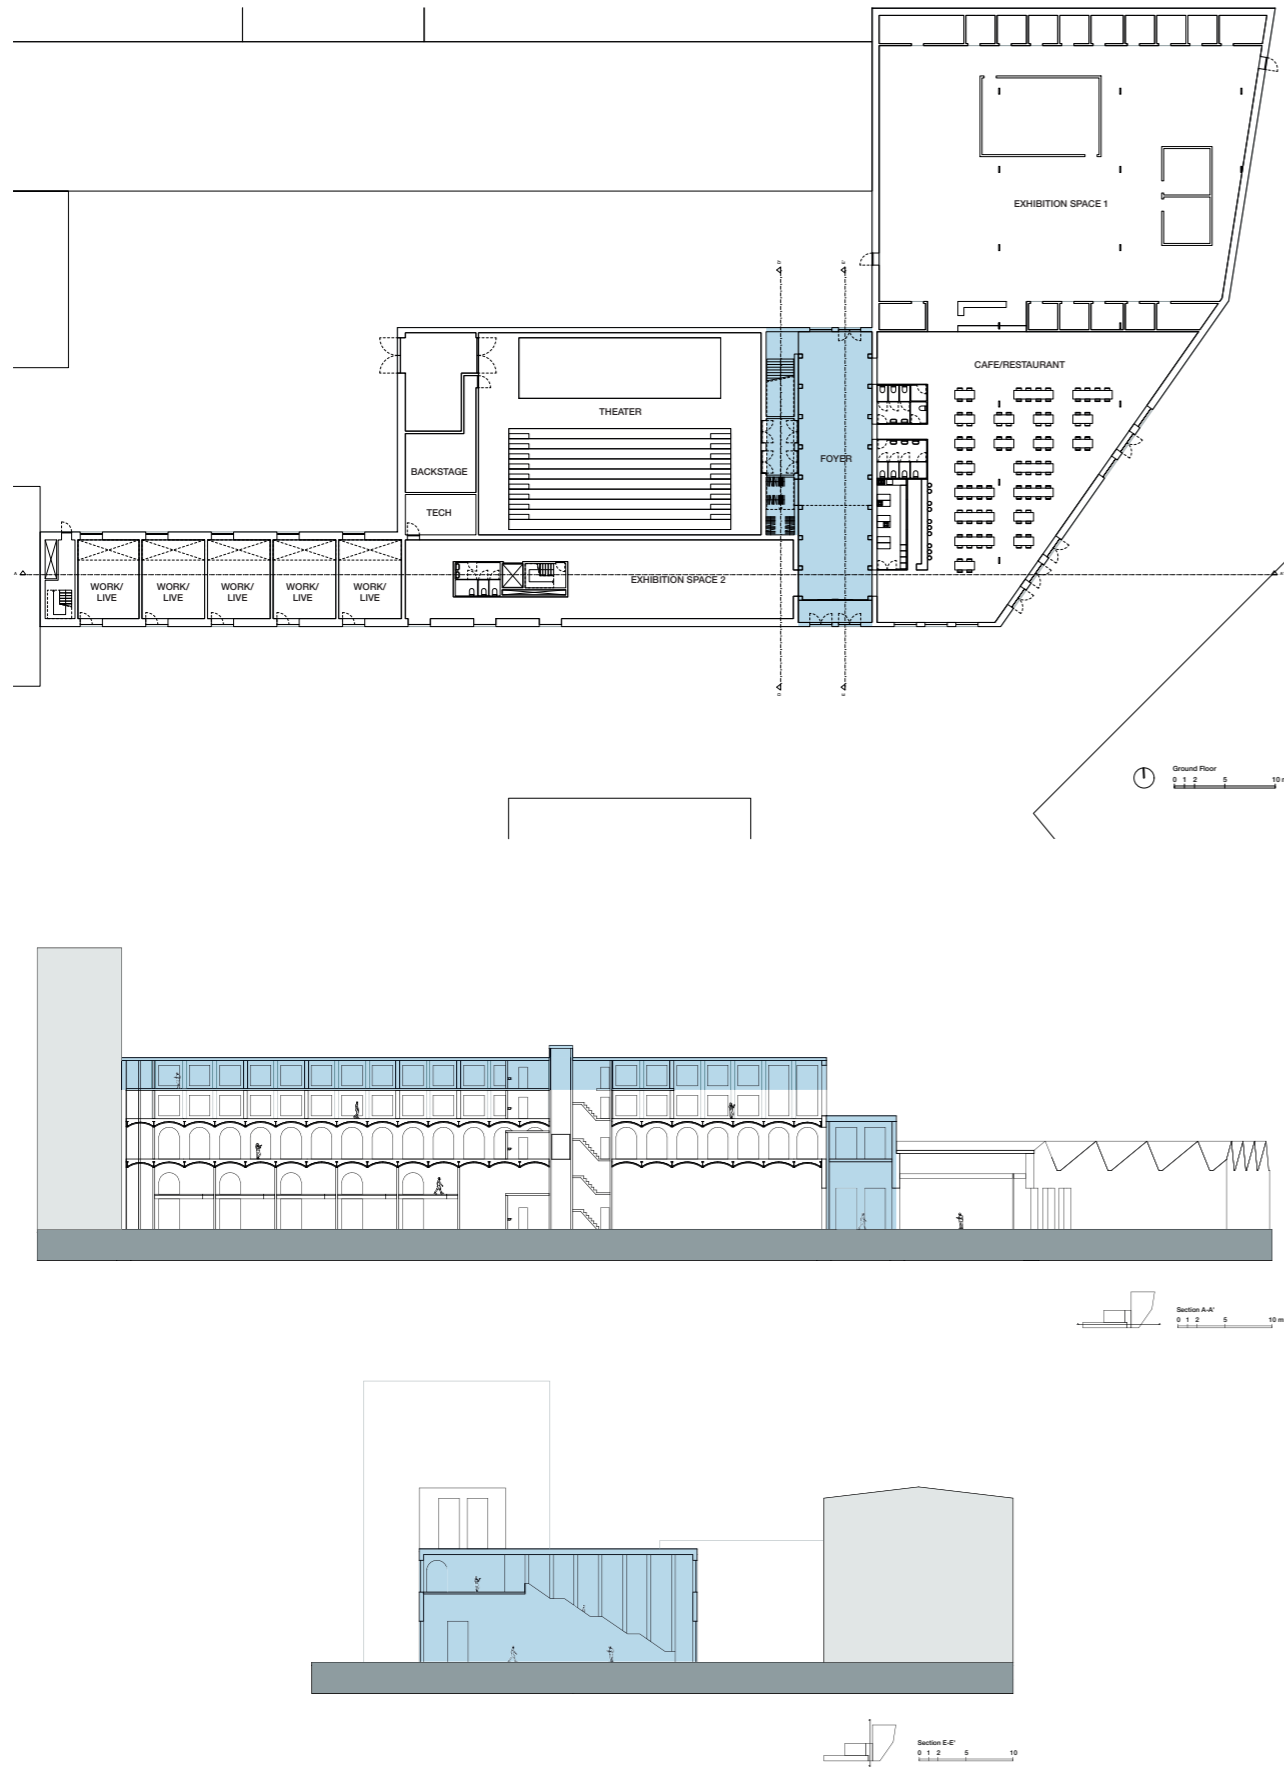 EXHIBITION SPACE 1
CAFE/RESTAURANT
THEATER
FOYER
BACKSTAGE
TECH
EXHIBITION SPACE 2
WORK/
LIVE
WORK/
LIVE
WORK/
LIVE
WORK/
LIVE
WORK/
LIVE
Ground Floor
0 1 2 5 10
Section A-A'
0 1 2 5 10 m
Section E-E'
0 1 2 5 10